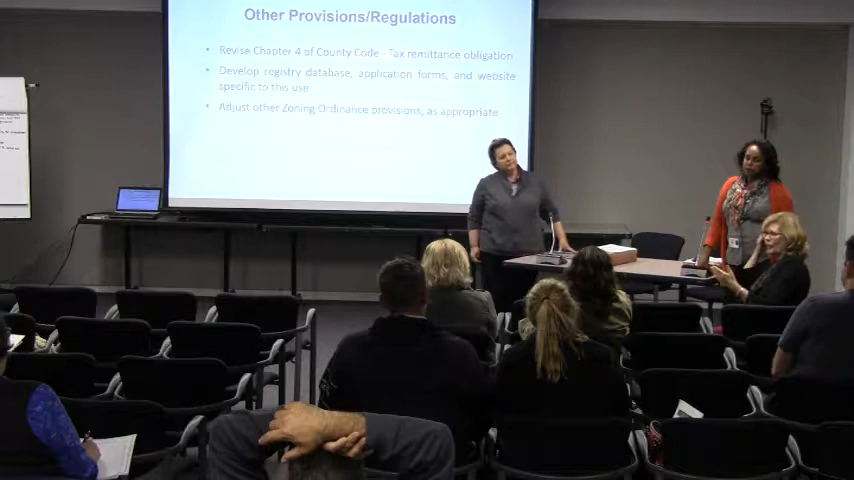 Other Provisions/Regulations
• Revise Chapter 4 of County Code - Tax remittance obligation
• Develop registry database, application forms, and website
specific to this use
• Adjust other Zoning Ordinance provisions, as appropriate